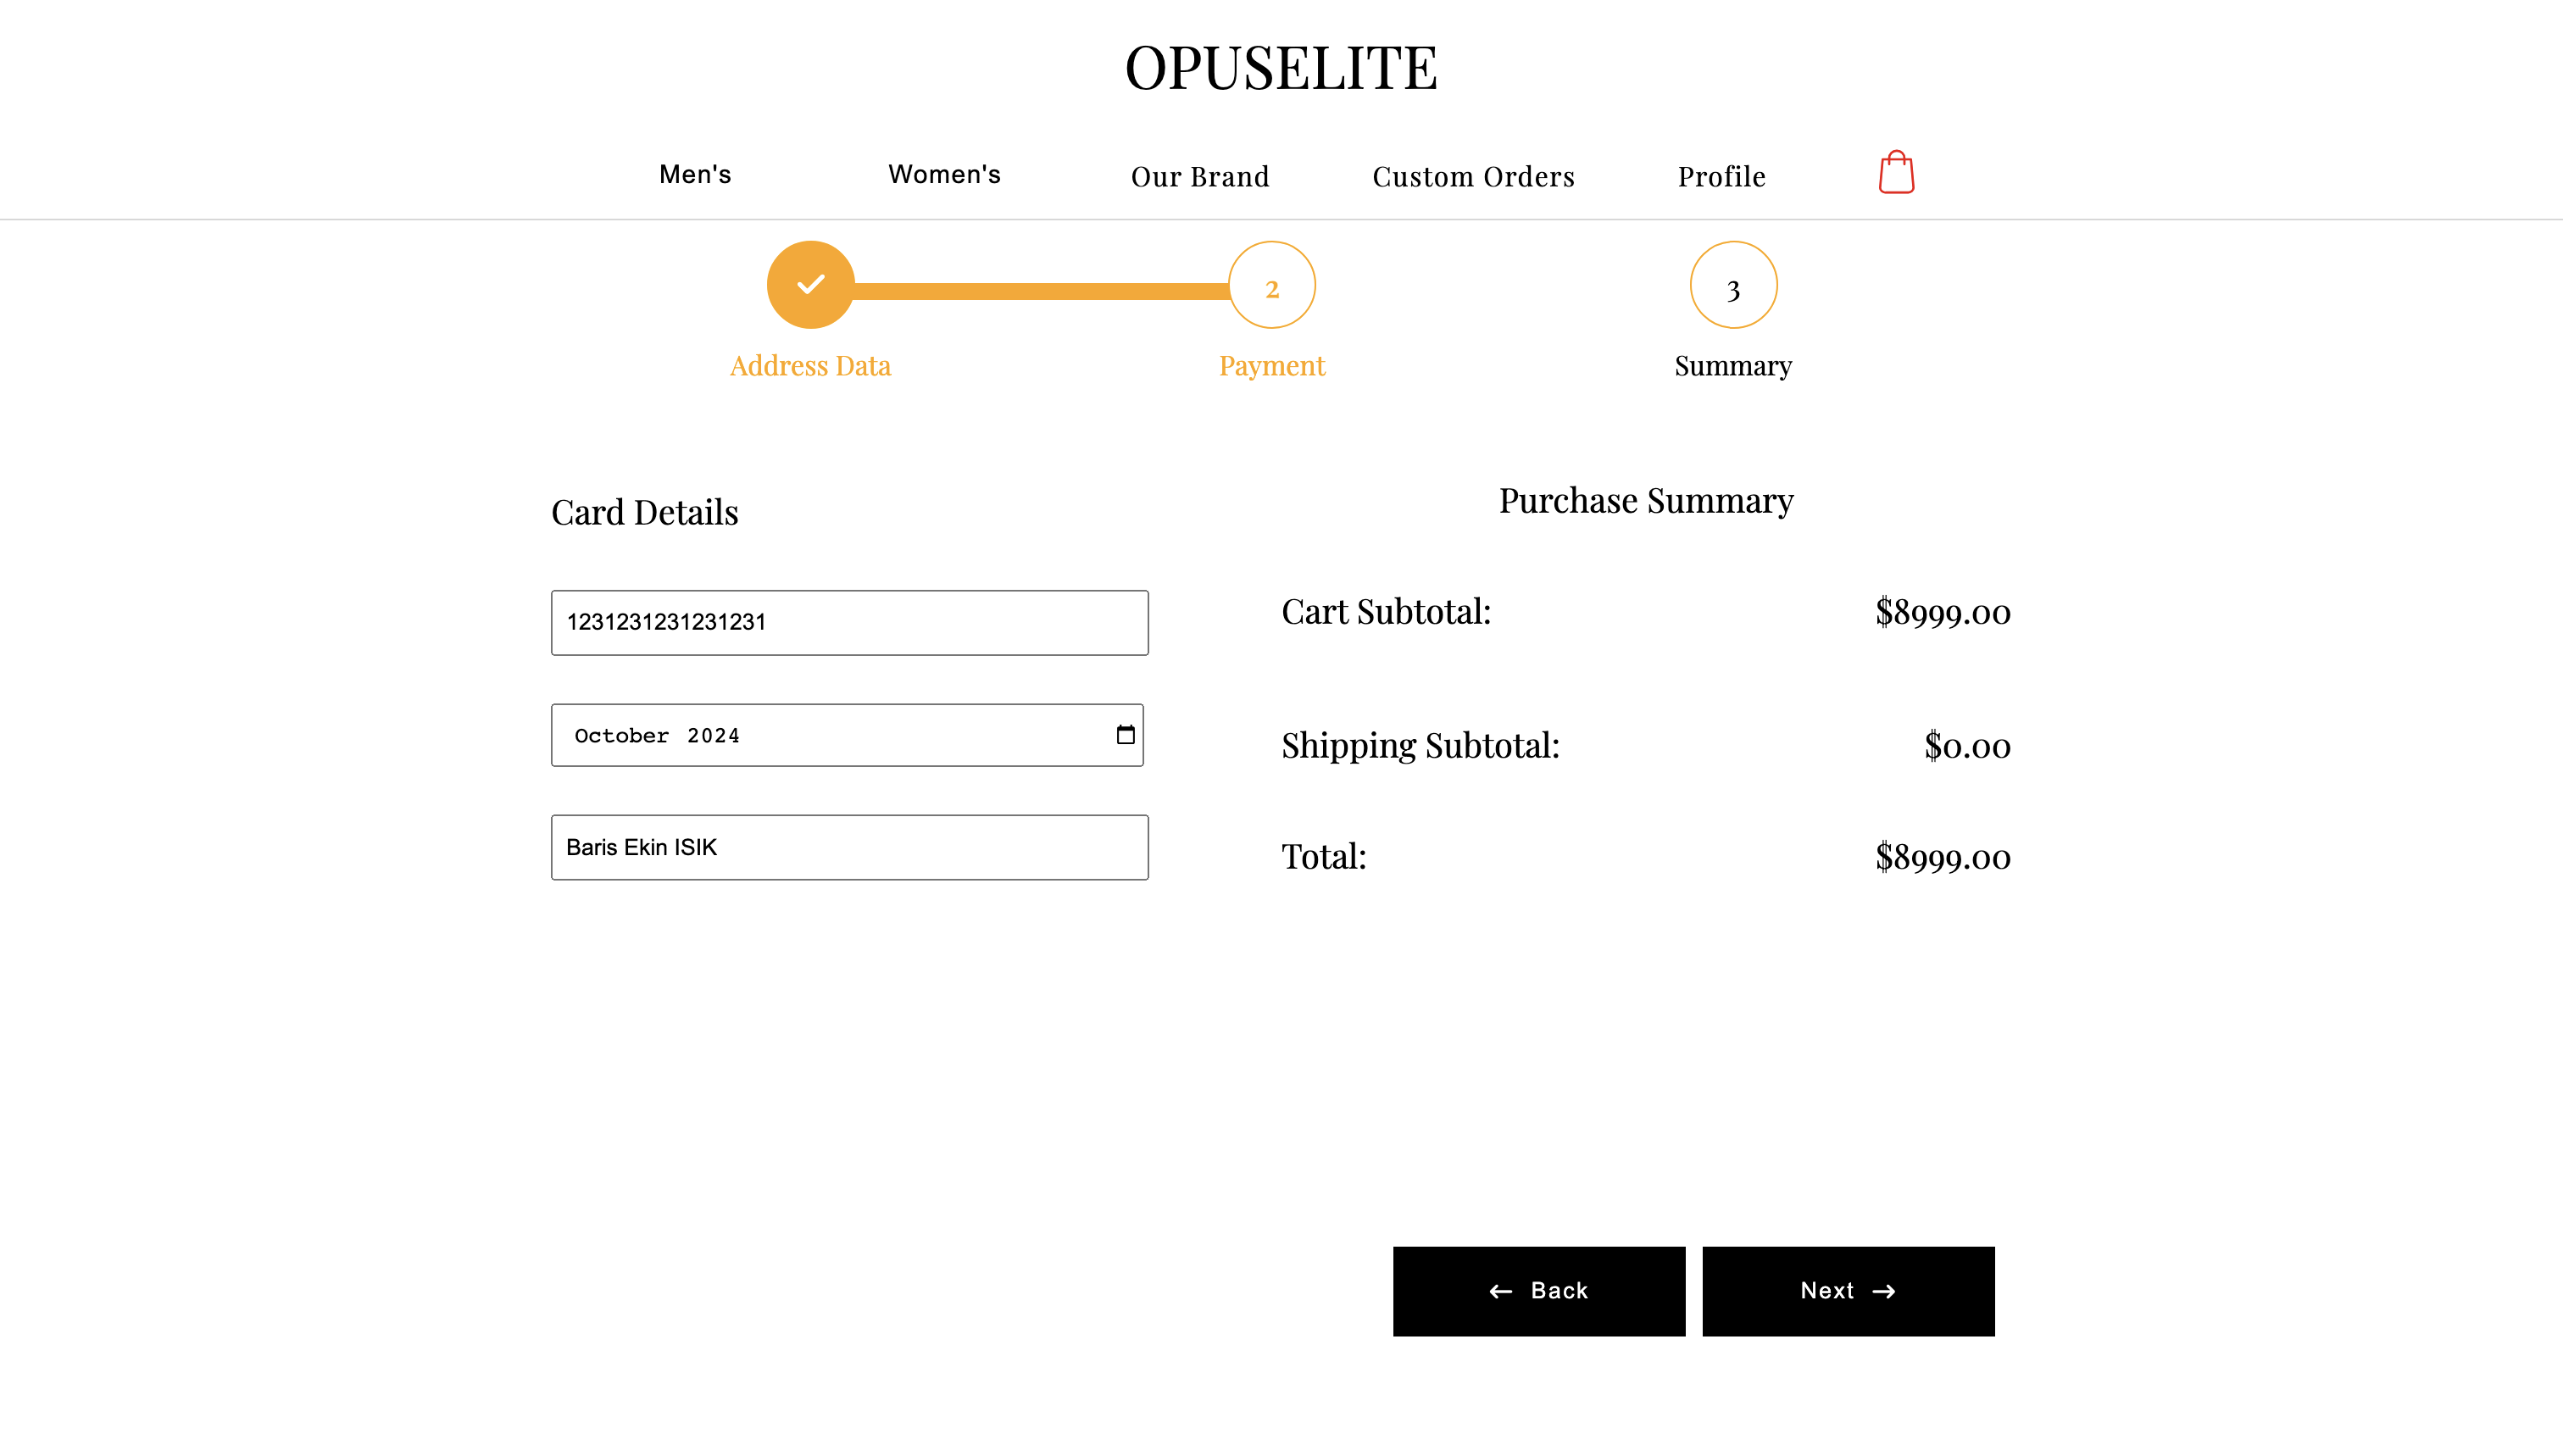 OPUSELITE
Men's Women's Our Brand Custom Orders Profile
2 3
Address Data Payment Summary
Card Details
1231231231231231
October 2024
Baris Ekin ISIK
Purchase Summary
Cart Subtotal: $8999.00
Shipping Subtotal: $0.00
Total: $8999.00
Back Next